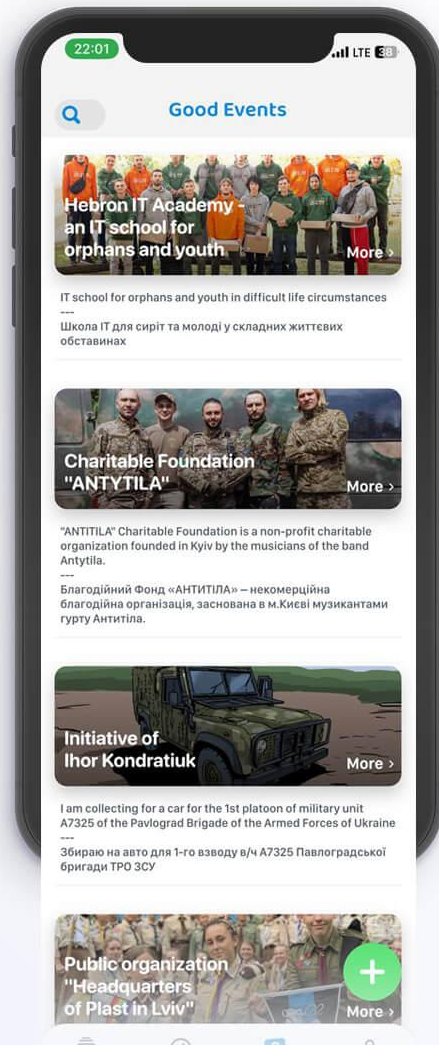 22:01
LTE 38
Good Events
Hebron IT Academy -
an IT school for
orphans and youth
More >
IT school for orphans and youth in difficult life circumstances
---
Школа ІТ для сиріт та молоді у складних життєвих
обставинах
Charitable Foundation
"ANTYTILA"
More >
"ANTITILA" Charitable Foundation is a non-profit charitable
organization founded in Kyiv by the musicians of the band
Antytila.
---
Благодійний Фонд «АНТИТІЛА» – некомерційна
благодійна організація, заснована в м.Києві музикантами
гурту Антитіла.
Initiative of
Ihor Kondratiuk
More >
I am collecting for a car for the 1st platoon of military unit
A7325 of the Pavlograd Brigade of the Armed Forces of Ukraine
---
Збираю на авто для 1-го взводу в/ч А7325 Павлоградської
бригади ТРО ЗСУ
Public organization
"Headquarters
of Plast in Lviv"
More >